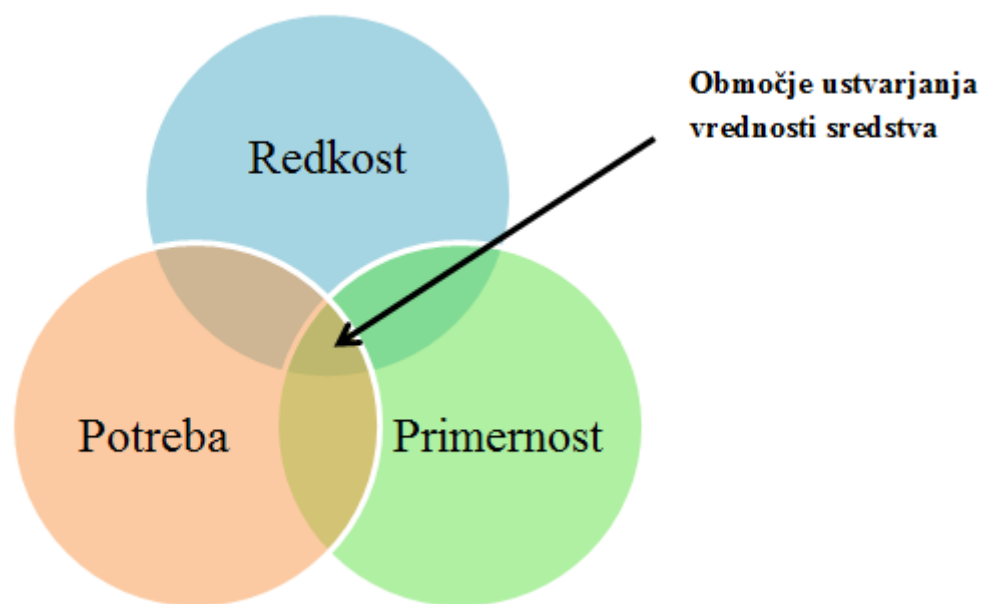 Območje ustvarjanja
vrednosti sredstva
Redkost
Potreba
Primernost